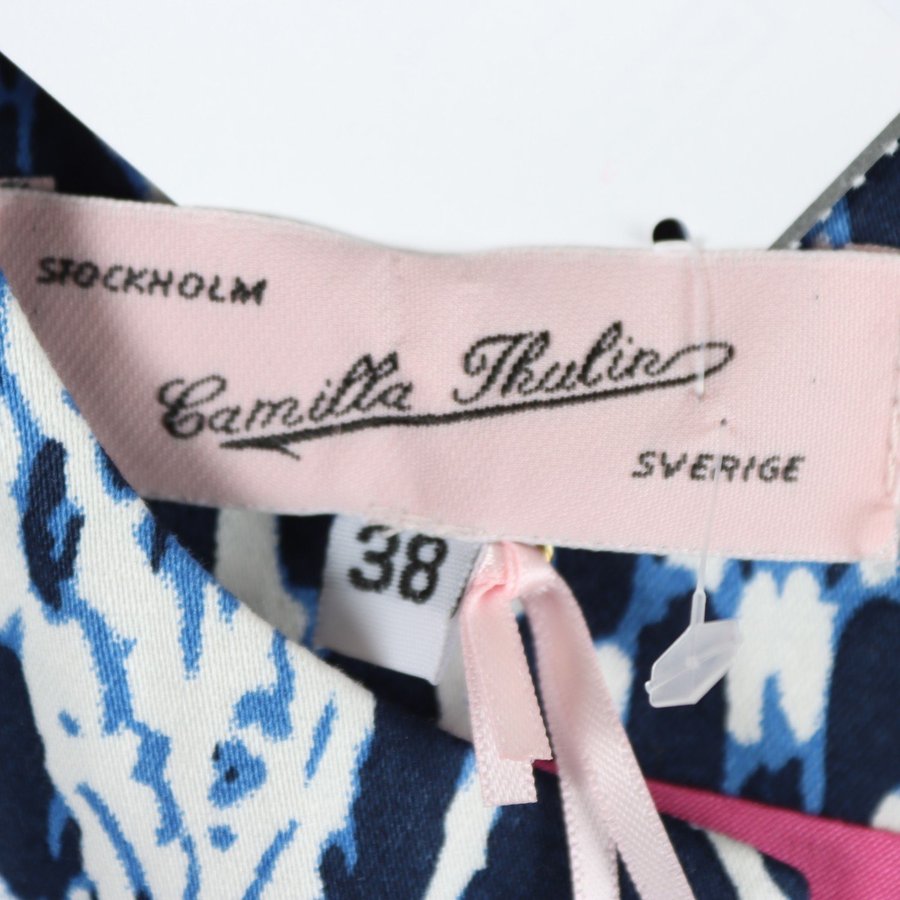 STOCKHOLM
Camilla Thulin
SVERIGE
38